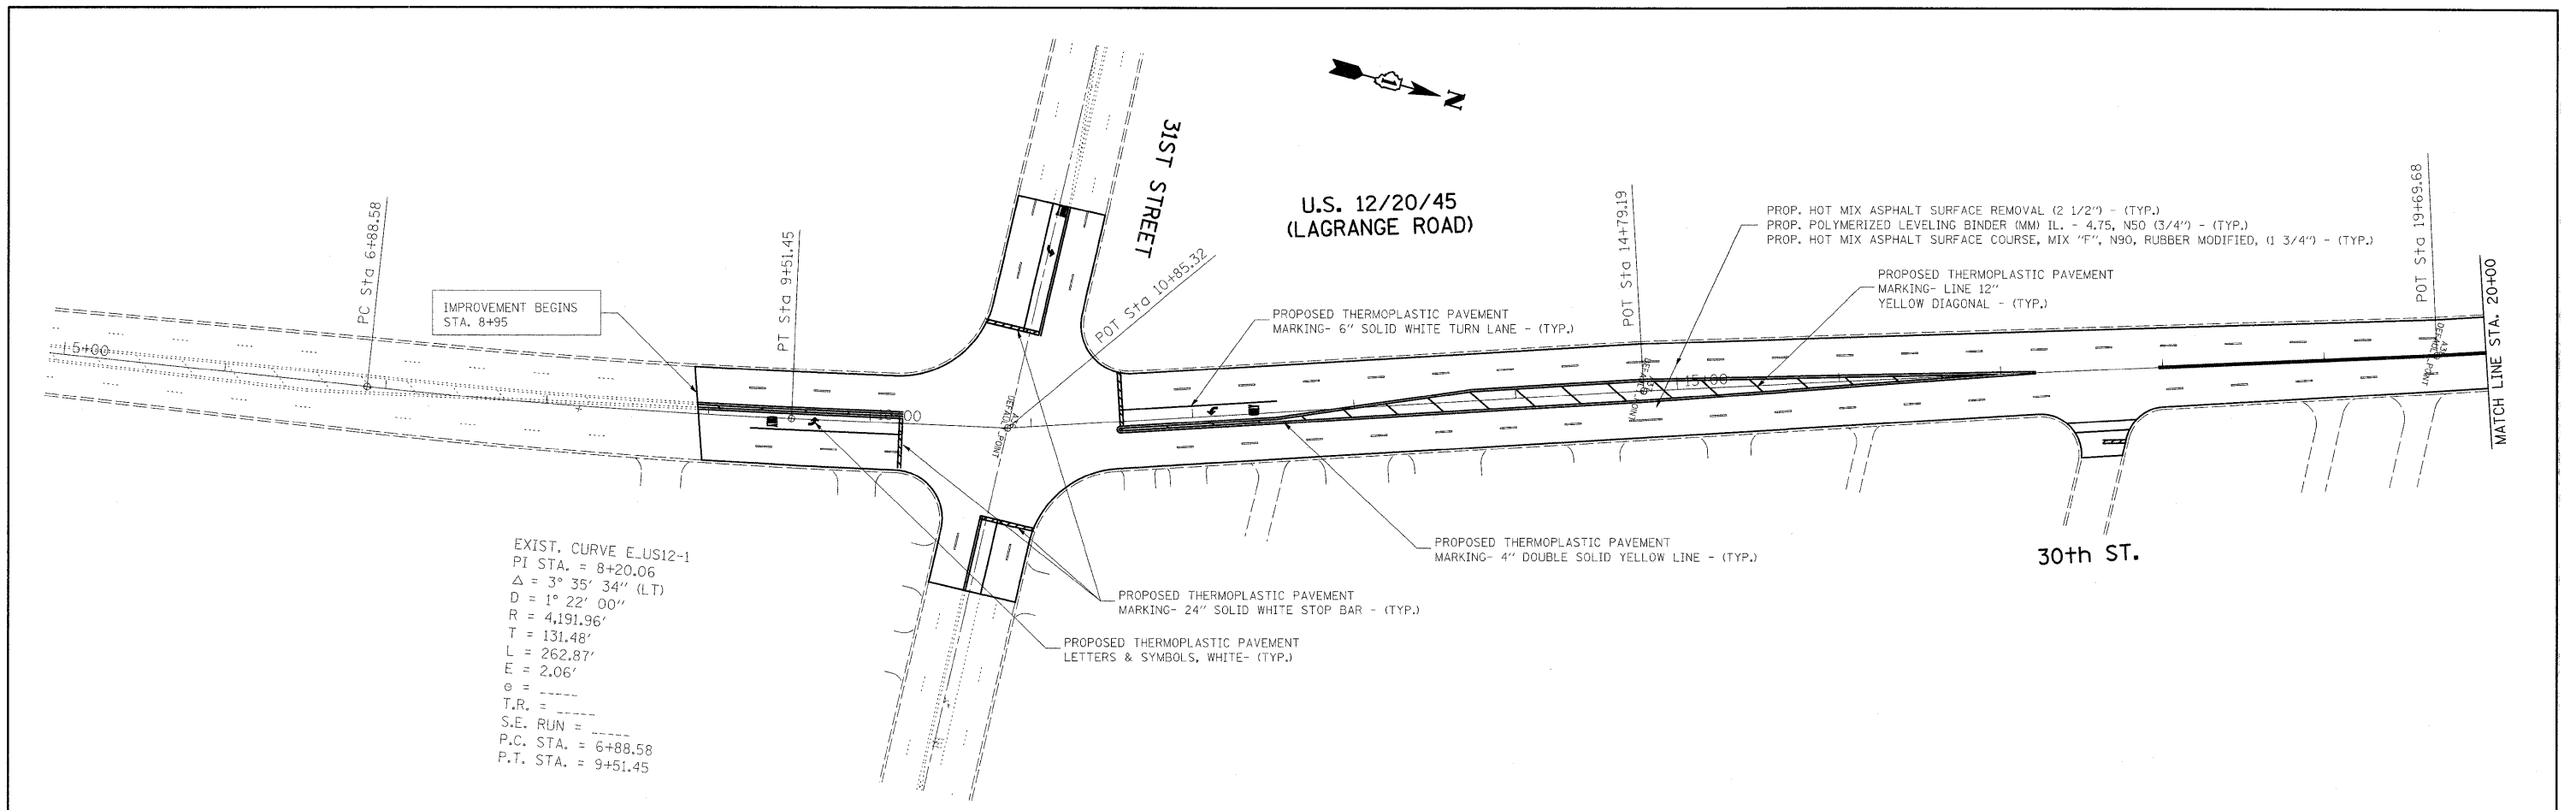 N
31ST STREET
U.S. 12/20/45
(LAGRANGE ROAD)
PC Sta 6+88.58
PT Sta 9+51.45
POT Sta 10+85.32
POT Sta 14+79.19
POT Sta 19+69.68
MATCH LINE STA. 20+00
PROP. HOT MIX ASPHALT SURFACE REMOVAL (2 1/2") - (TYP.)
PROP. POLYMERIZED LEVELING BINDER (MM) IL. - 4.75, N50 (3/4") - (TYP.)
PROP. HOT MIX ASPHALT SURFACE COURSE, MIX "F", N90, RUBBER MODIFIED, (1 3/4") - (TYP.)
PROPOSED THERMOPLASTIC PAVEMENT
MARKING- LINE 12"
YELLOW DIAGONAL - (TYP.)
IMPROVEMENT BEGINS
STA. 8+95
PROPOSED THERMOPLASTIC PAVEMENT
MARKING- 6" SOLID WHITE TURN LANE - (TYP.)
5+00
15+00
PROPOSED THERMOPLASTIC PAVEMENT
MARKING- 4" DOUBLE SOLID YELLOW LINE - (TYP.)
30th ST.
PROPOSED THERMOPLASTIC PAVEMENT
MARKING- 24" SOLID WHITE STOP BAR - (TYP.)
PROPOSED THERMOPLASTIC PAVEMENT
LETTERS & SYMBOLS, WHITE- (TYP.)
EXIST. CURVE E_US12-1
PI STA. = 8+20.06
Δ = 3° 35' 34" (LT)
D = 1° 22' 00"
R = 4,191.96'
T = 131.48'
L = 262.87'
E = 2.06'
e = _____
T.R. = _____
S.E. RUN = _____
P.C. STA. = 6+88.58
P.T. STA. = 9+51.45